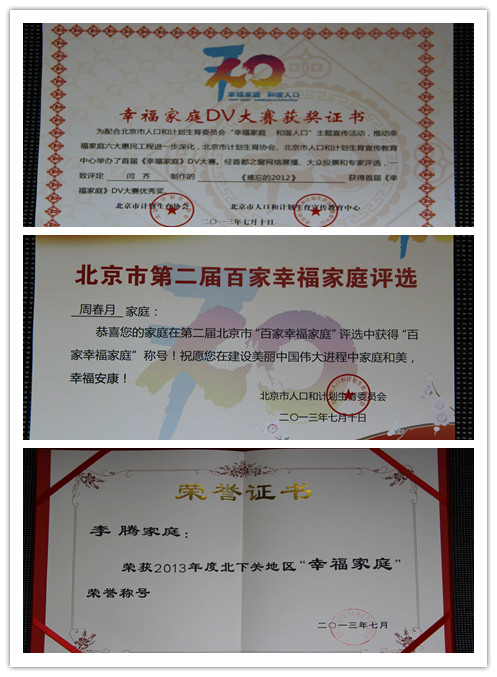 幸福家庭 和谐人口
幸福家庭DV大赛获奖证书
为配合北京市人口和计划生育委员会“幸福家庭 和谐人口”主题宣传活动，推动幸
福家庭六大惠民工程进一步深化，北京市计划生育协会、北京市人口和计划生育宣传教育
中心举办了首届《幸福家庭》DV大赛。经首都之窗网络展播、大众投票和专家评选，一
致评定 闫 齐 制作的 《难忘的2012》 获得首届《幸
福家庭》DV大赛优秀奖。
北京市计划生育协会 北京市人口和计划生育宣传教育中心
二〇一三年七月十日
北京市第二届百家幸福家庭评选
周春月 家庭：
恭喜您的家庭在第二届北京市“百家幸福家庭”评选中获得“百
家幸福家庭”称号！祝愿您在建设美丽中国伟大进程中家庭和美，
幸福安康！
北京市人口和计划生育委员会
二〇一三年七月十日
荣誉证书
李 腾家庭：
荣获2013年度北下关地区“幸福家庭”
荣誉称号
二〇一三年七月